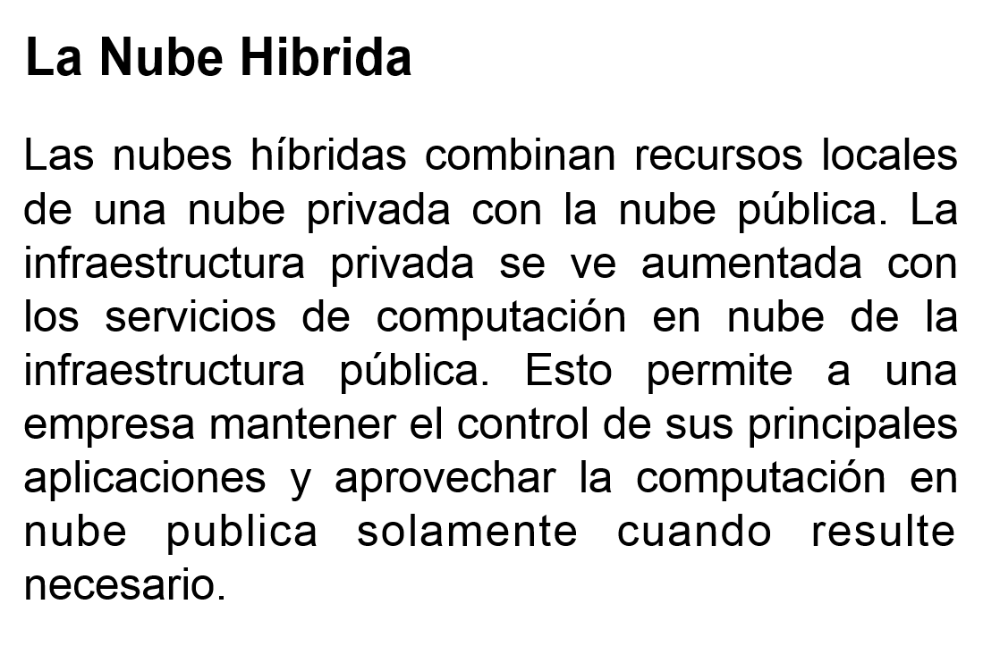 La Nube Hibrida
Las nubes híbridas combinan recursos locales
de una nube privada con la nube pública. La
infraestructura privada se ve aumentada con
los servicios de computación en nube de la
infraestructura pública. Esto permite a una
empresa mantener el control de sus principales
aplicaciones y aprovechar la computación en
nube publica solamente cuando resulte
necesario.